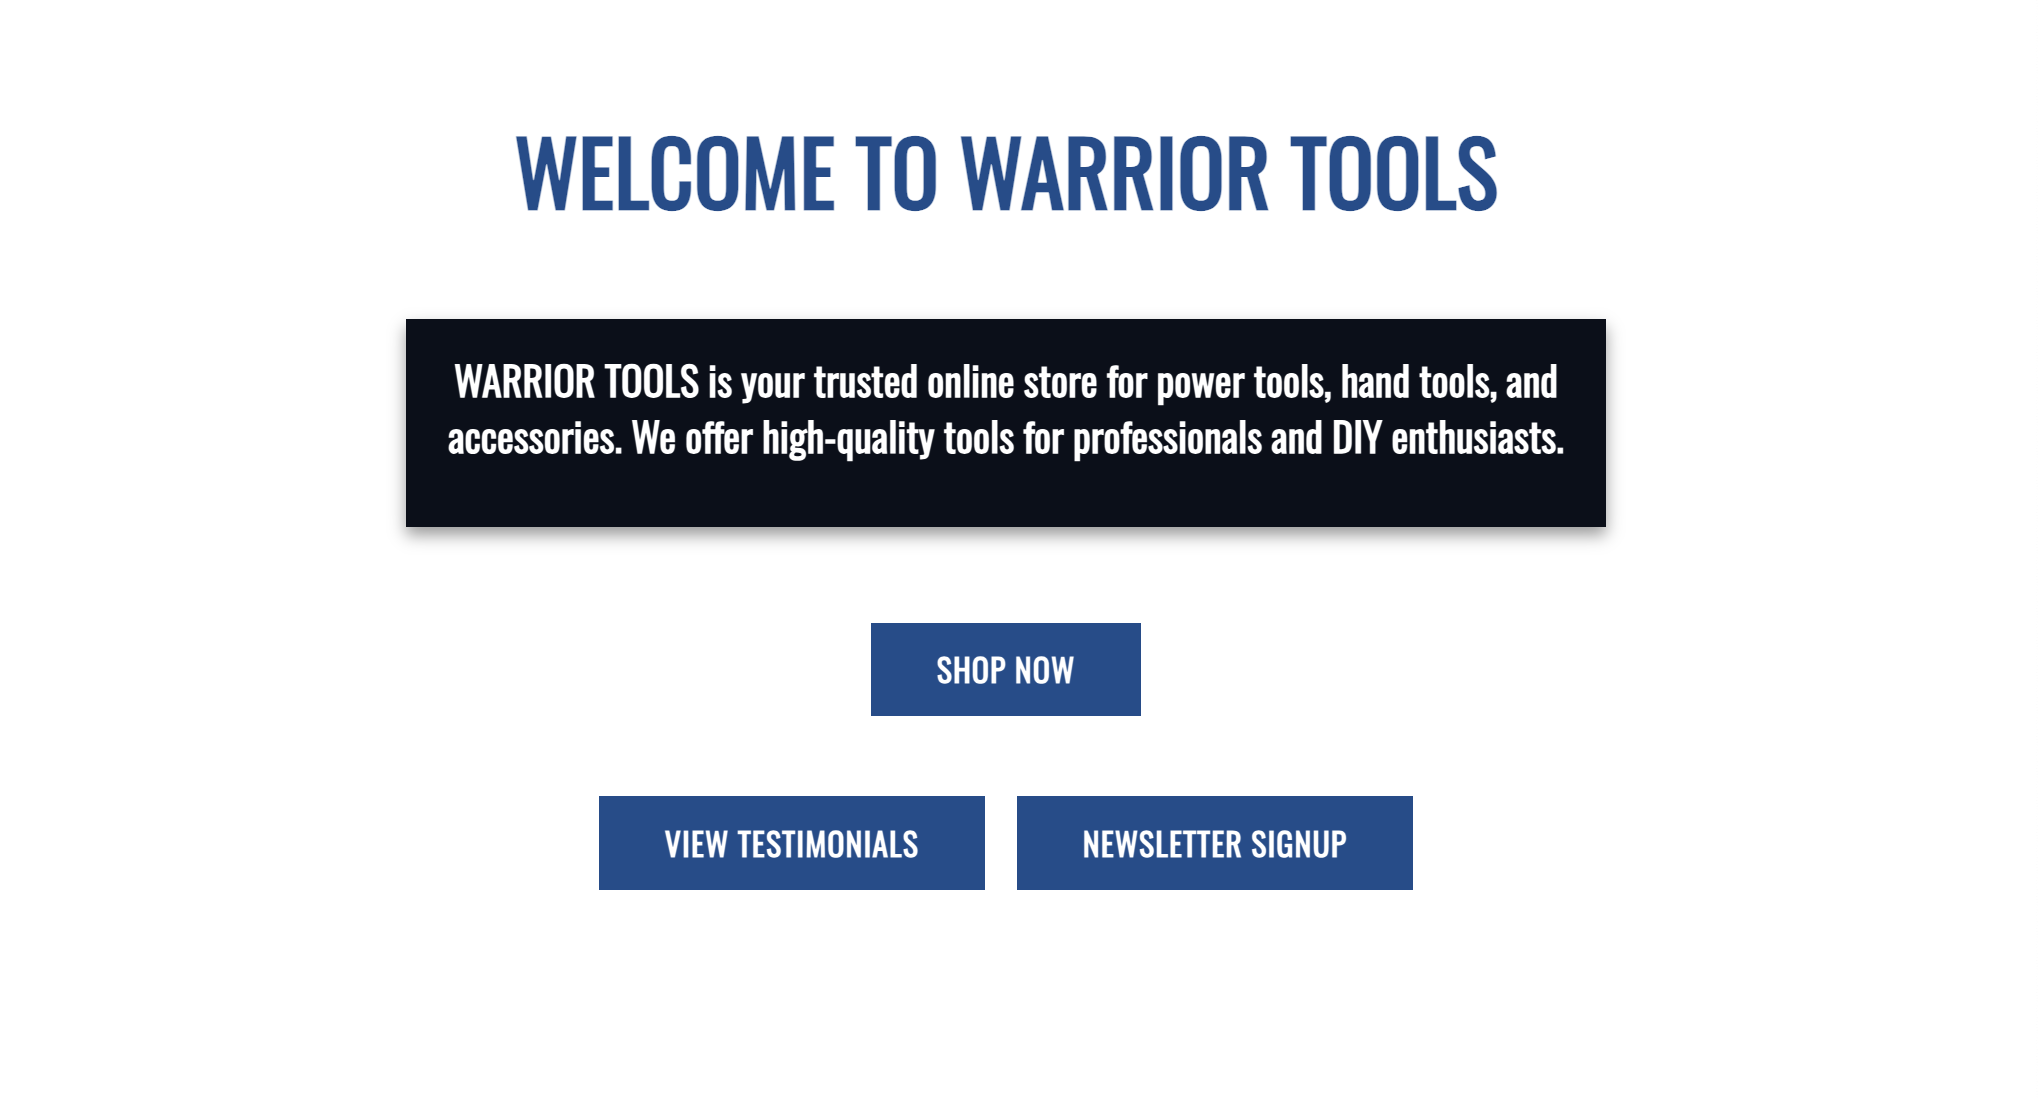 WELCOME TO WARRIOR TOOLS
WARRIOR TOOLS is your trusted online store for power tools, hand tools, and
accessories. We offer high-quality tools for professionals and DIY enthusiasts.
SHOP NOW
VIEW TESTIMONIALS
NEWSLETTER SIGNUP